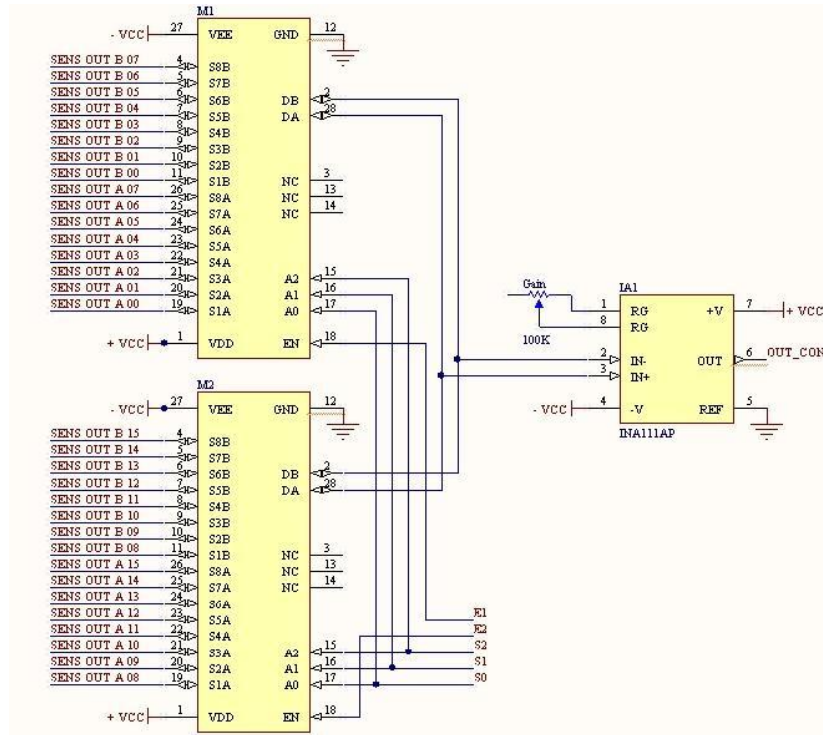 M1
- VCC 27 VEE GND 12
SENS OUT B 07 4 S8B
SENS OUT B 06 5 S7B
SENS OUT B 05 6 S6B DB 2
SENS OUT B 04 7 S5B DA 28
SENS OUT B 03 8 S4B
SENS OUT B 02 9 S3B
SENS OUT B 01 10 S2B
SENS OUT B 00 11 S1B NC 3
SENS OUT A 07 26 S8A NC 13
SENS OUT A 06 25 S7A NC 14
SENS OUT A 05 24 S6A
SENS OUT A 04 23 S5A
SENS OUT A 03 22 S4A
SENS OUT A 02 21 S3A A2 15
SENS OUT A 01 20 S2A A1 16
SENS OUT A 00 19 S1A A0 17
+ VCC 1 VDD EN 18
Gain
100K
IA1
1 RG +V 7 + VCC
8 RG
2 IN- OUT 6 OUT_CON
3 IN+
- VCC 4 -V REF 5
INA111AP
M2
- VCC 27 VEE GND 12
SENS OUT B 15 4 S8B
SENS OUT B 14 5 S7B
SENS OUT B 13 6 S6B DB 2
SENS OUT B 12 7 S5B DA 28
SENS OUT B 11 8 S4B
SENS OUT B 10 9 S3B
SENS OUT B 09 10 S2B
SENS OUT B 08 11 S1B NC 3
SENS OUT A 15 26 S8A NC 13
SENS OUT A 14 25 S7A NC 14
SENS OUT A 13 24 S6A
SENS OUT A 12 23 S5A E1
SENS OUT A 11 22 S4A E2
SENS OUT A 10 21 S3A A2 15 S2
SENS OUT A 09 20 S2A A1 16 S1
SENS OUT A 08 19 S1A A0 17 S0
+ VCC 1 VDD EN 18